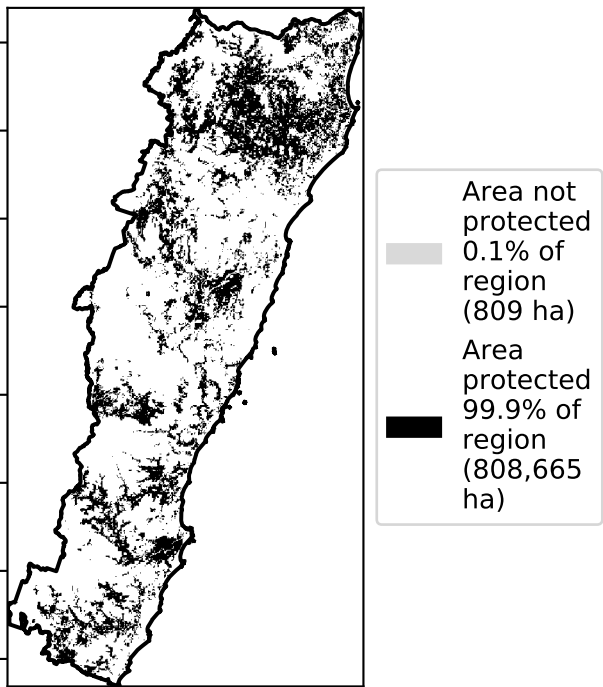 Area not
protected
0.1% of
region
(809 ha)
Area
protected
99.9% of
region
(808,665
ha)